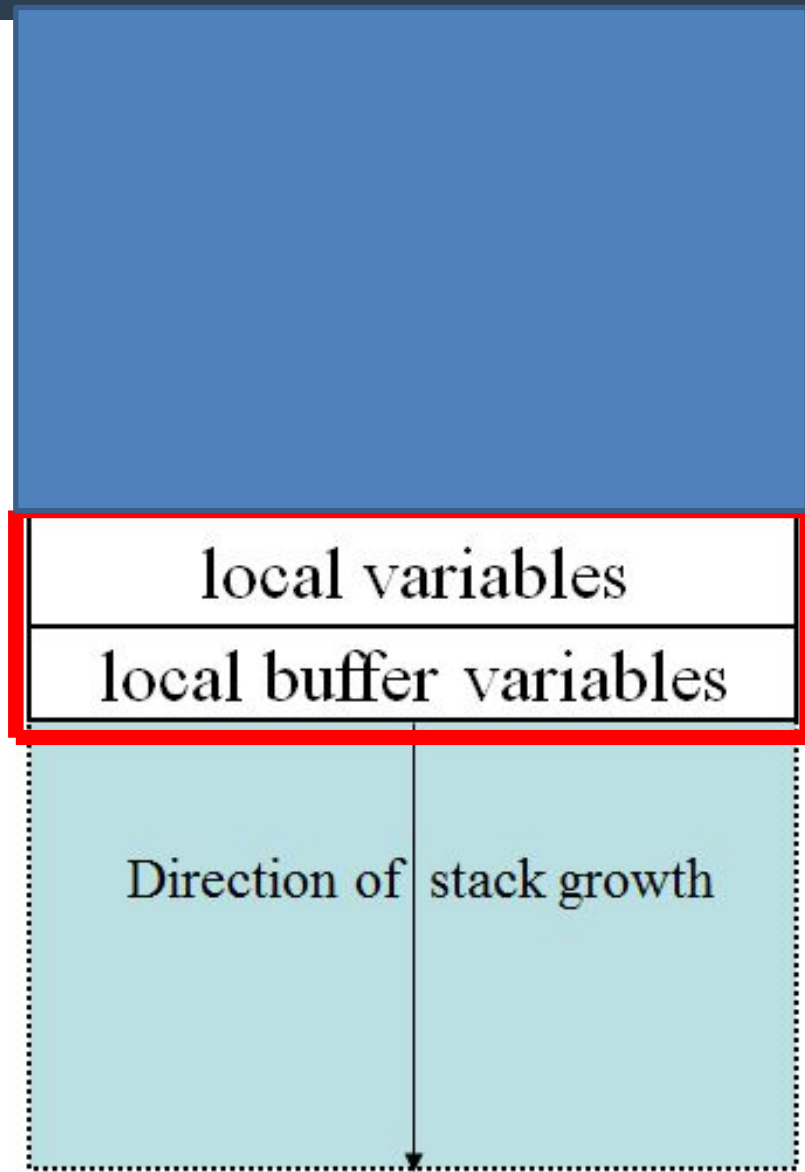 local variables
local buffer variables
Direction of stack growth